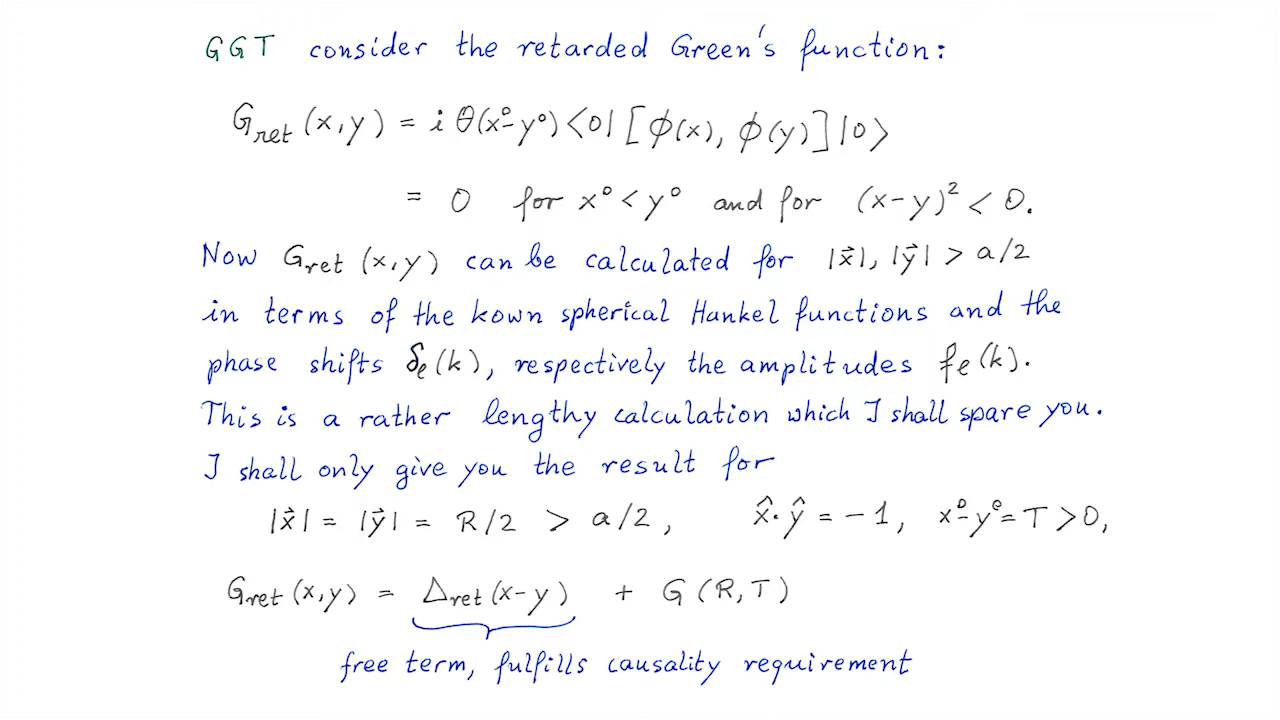 GGT consider the retarded Green's function:
G_ret (x,y) = i θ(x⁰-y⁰) <0| [ϕ(x), ϕ(y)] |0>
= 0 for x⁰ < y⁰ and for (x-y)² < 0.
Now G_ret (x,y) can be calculated for |x⃗|, |y⃗| > a/2
in terms of the kown spherical Hankel functions and the
phase shifts δ_ℓ(k), respectively the amplitudes f_ℓ(k).
This is a rather lengthy calculation which I shall spare you.
I shall only give you the result for
|x⃗| = |y⃗| = R/2 > a/2, x̂·ŷ = -1, x⁰-y⁰ = T > 0,
G_ret (x,y) = Δ_ret (x-y) + G (R,T)
free term, fulfills causality requirement